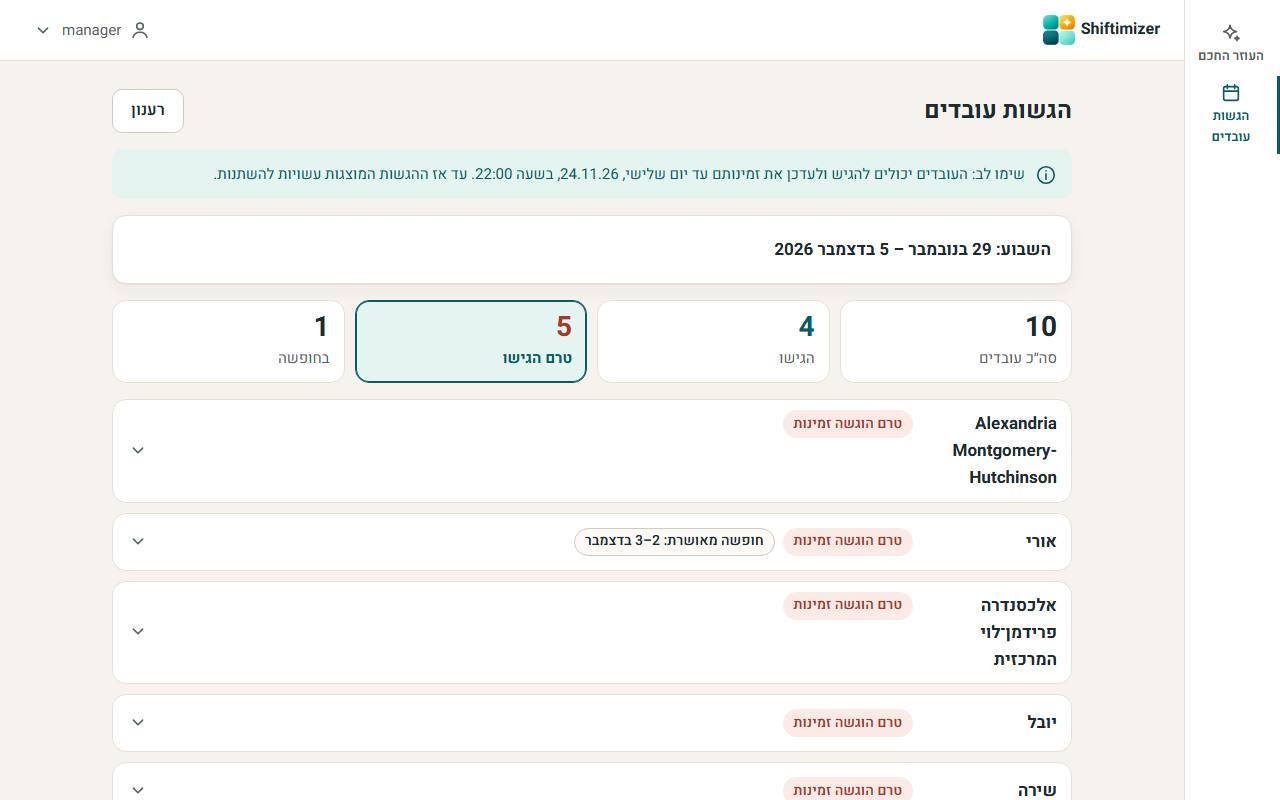 Shiftimizer
manager
העוזר החכם
הגשות
עובדים
הגשות עובדים
רענון
שימו לב: העובדים יכולים להגיש ולעדכן את זמינותם עד יום שלישי, 24.11.26, בשעה 22:00. עד אז ההגשות המוצגות עשויות להשתנות.
השבוע: 29 בנובמבר – 5 בדצמבר 2026
10
סה״כ עובדים
4
הגישו
5
טרם הגישו
1
בחופשה
Alexandria
Montgomery-
Hutchinson
טרם הוגשה זמינות
אורי
טרם הוגשה זמינות
חופשה מאושרת: 2–3 בדצמבר
אלכסנדרה
פרידמן־לוי
המרכזית
טרם הוגשה זמינות
יובל
טרם הוגשה זמינות
שירה
טרם הוגשה זמינות